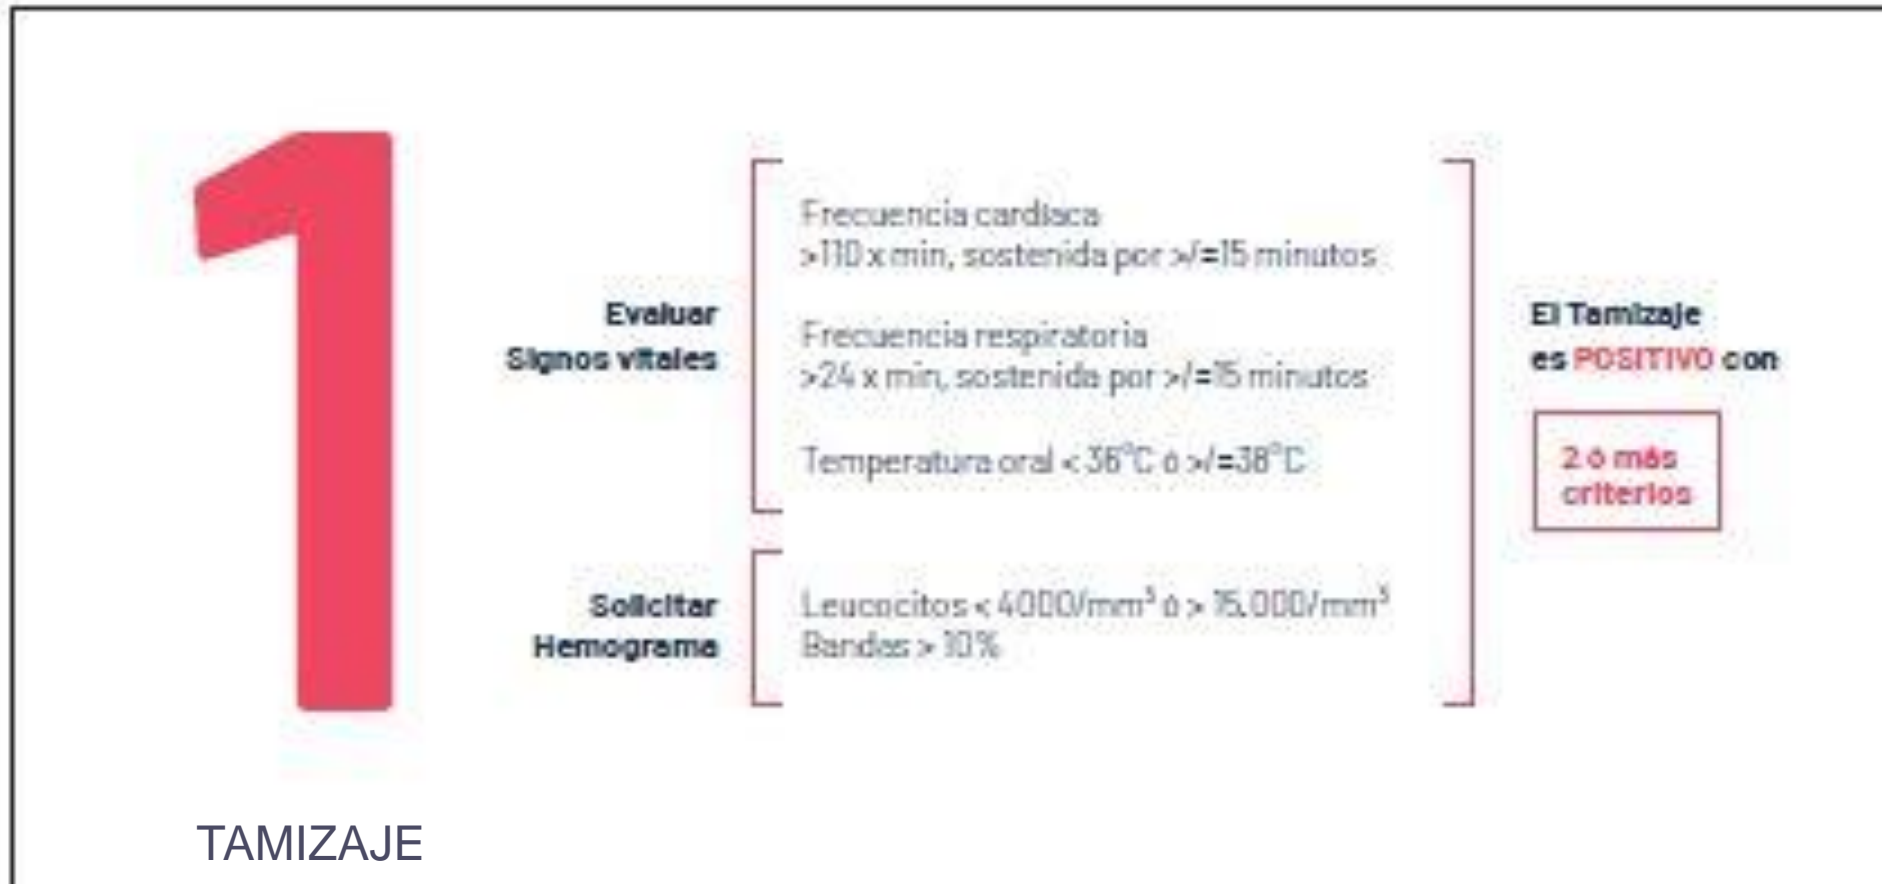 1
Evaluar
Signos vitales
Frecuencia cardíaca
>110 x min, sostenida por >/=15 minutos
Frecuencia respiratoria
>24 x min, sostenida por >/=15 minutos
Temperatura oral < 36°C ó >/=38°C
Solicitar
Hemograma
Leucocitos < 4000/mm³ ó > 15.000/mm³
Bandas > 10%
El Tamizaje
es POSITIVO con
2 ó más
criterios
TAMIZAJE